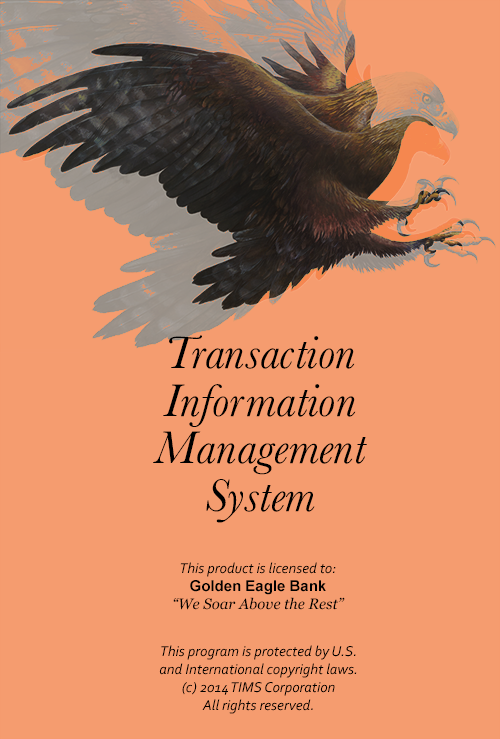 Transaction
Information
Management
System
This product is licensed to:
Golden Eagle Bank
“We Soar Above the Rest”
This program is protected by U.S.
and International copyright laws.
(c) 2014 TIMS Corporation
All rights reserved.